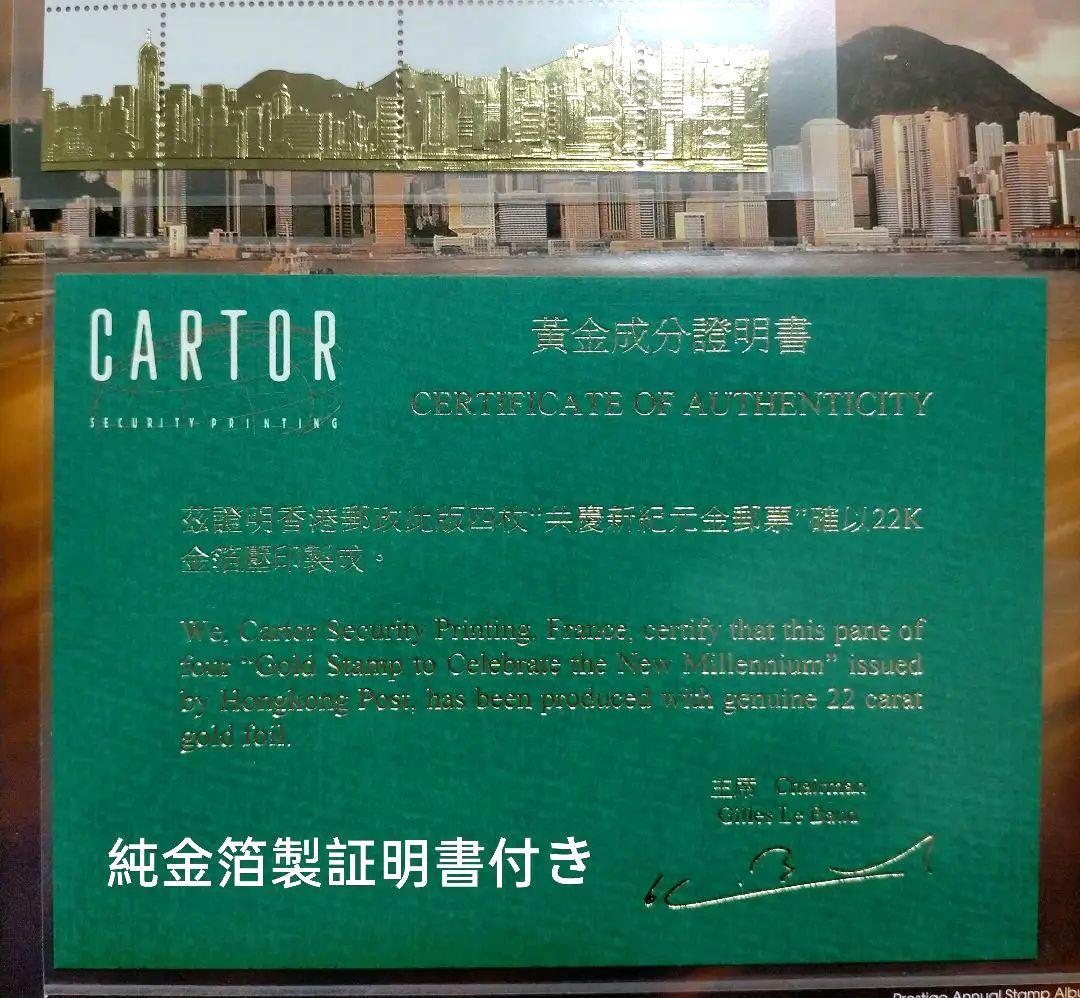 CARTOR
SECURITY PRINTING
黃金成分證明書
CERTIFICATE OF AUTHENTICITY
茲證明香港郵政此版四枚“共慶新紀元金郵票”確以22K
金箔壓印製成。
We, Cartor Security Printing, France, certify that this pane of
four “Gold Stamp to Celebrate the New Millennium” issued
by Hongkong Post, has been produced with genuine 22 carat
gold foil.
主席 Chairman
Gilles Le Baud
純金箔製証明書付き
Prestige Annual Stamp